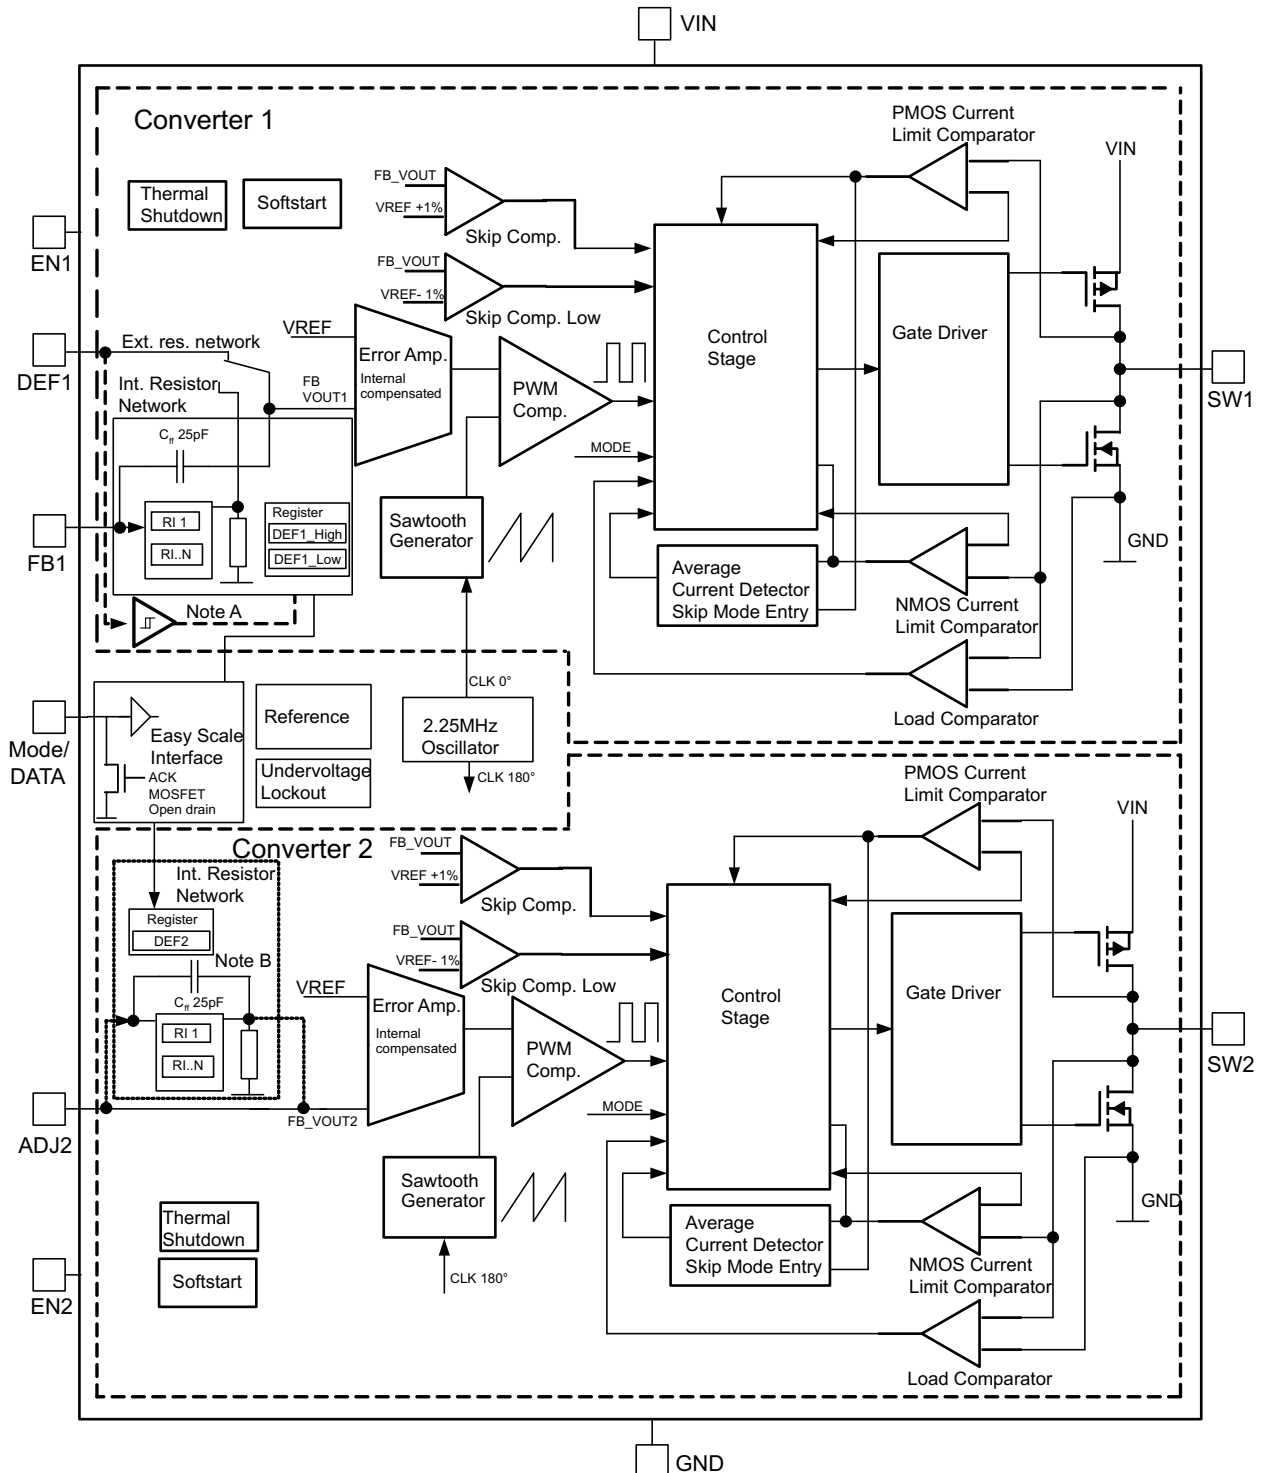 VIN
Converter 1
PMOS Current
Limit Comparator
VIN
Thermal
Shutdown
Softstart
FB_VOUT
VREF +1%
Skip Comp.
EN1
FB_VOUT
VREF- 1%
Skip Comp. Low
Control
Stage
Gate Driver
VREF
Ext. res. network
DEF1
Error Amp.
Internal
compensated
Int. Resistor
Network
FB
VOUT1
PWM
Comp.
SW1
Cff 25pF
MODE
RI 1
RI..N
Register
DEF1_High
DEF1_Low
FB1
Sawtooth
Generator
GND
Average
Current Detector
Skip Mode Entry
NMOS Current
Limit Comparator
Note A
CLK 0°
Load Comparator
Mode/
DATA
Easy Scale
Interface
ACK
MOSFET
Open drain
Reference
Undervoltage
Lockout
2.25MHz
Oscillator
CLK 180°
PMOS Current
Limit Comparator
VIN
Converter 2
FB_VOUT
VREF +1%
Skip Comp.
Int. Resistor
Network
Register
DEF2
Note B
Cff 25pF
RI 1
RI..N
FB_VOUT
VREF- 1%
Skip Comp. Low
VREF
Error Amp.
Internal
compensated
PWM
Comp.
Control
Stage
Gate Driver
SW2
MODE
FB_VOUT2
ADJ2
Sawtooth
Generator
CLK 180°
GND
Average
Current Detector
Skip Mode Entry
NMOS Current
Limit Comparator
Thermal
Shutdown
Softstart
EN2
Load Comparator
GND